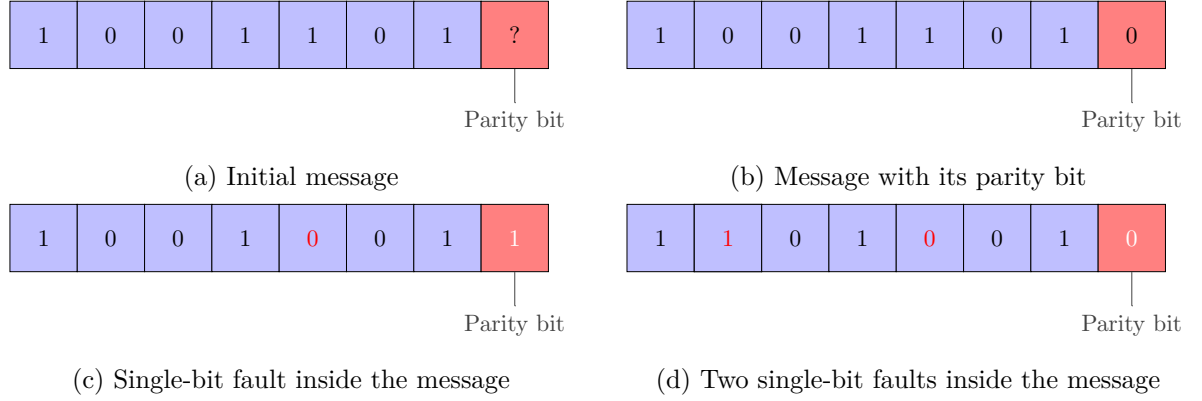 1 0 0 1 1 0 1 ?
Parity bit
(a) Initial message
1 0 0 1 1 0 1 0
Parity bit
(b) Message with its parity bit
1 0 0 1 0 0 1 1
Parity bit
(c) Single-bit fault inside the message
1 1 0 1 0 0 1 0
Parity bit
(d) Two single-bit faults inside the message